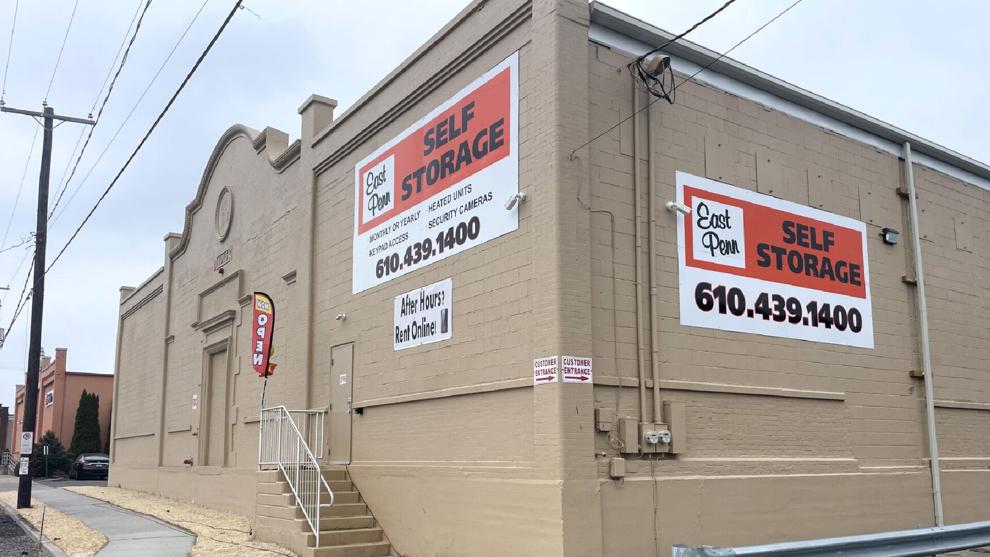 East
Penn
SELF
STORAGE
MONTHLY OR YEARLY · HEATED UNITS
KEYPAD ACCESS · SECURITY CAMERAS
610.439.1400
After Hours?
Rent Online!
OPEN
CUSTOMER
ENTRANCE
CUSTOMER
ENTRANCE
East
Penn
SELF
STORAGE
610.439.1400